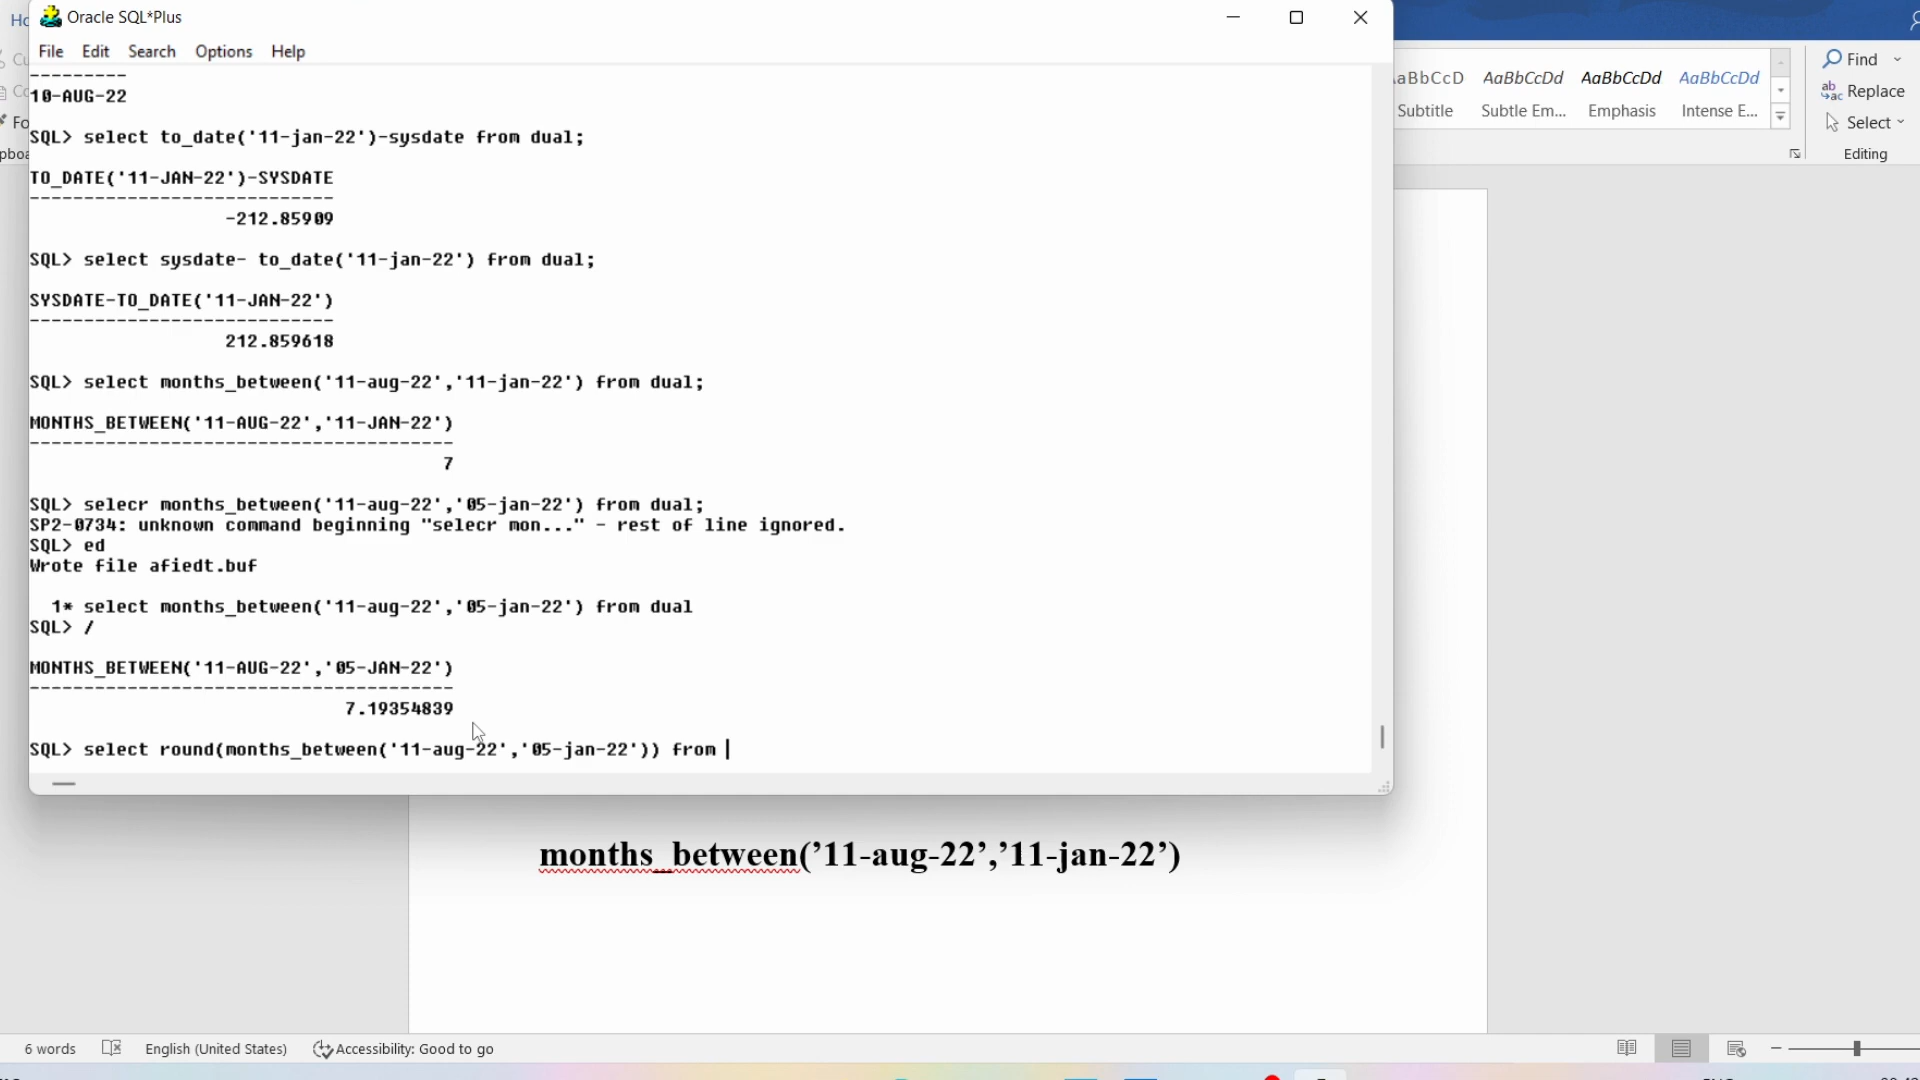 Oracle SQL*Plus
File Edit Search Options Help
---------
10-AUG-22
SQL> select to_date('11-jan-22')-sysdate from dual;
TO_DATE('11-JAN-22')-SYSDATE
----------------------------
-212.85909
SQL> select sysdate- to_date('11-jan-22') from dual;
SYSDATE-TO_DATE('11-JAN-22')
----------------------------
212.859618
SQL> select months_between('11-aug-22','11-jan-22') from dual;
MONTHS_BETWEEN('11-AUG-22','11-JAN-22')
---------------------------------------
7
SQL> selecr months_between('11-aug-22','05-jan-22') from dual;
SP2-0734: unknown command beginning "selecr mon..." - rest of line ignored.
SQL> ed
Wrote file afiedt.buf
1* select months_between('11-aug-22','05-jan-22') from dual
SQL> /
MONTHS_BETWEEN('11-AUG-22','05-JAN-22')
---------------------------------------
7.19354839
SQL> select round(months_between('11-aug-22','05-jan-22')) from
AaBbCcDd AaBbCcDd AaBbCcDd
Subtitle Subtle Em... Emphasis Intense E...
Find
Replace
Select
Editing
months_between(’11-aug-22’,’11-jan-22’)
6 words English (United States) Accessibility: Good to go